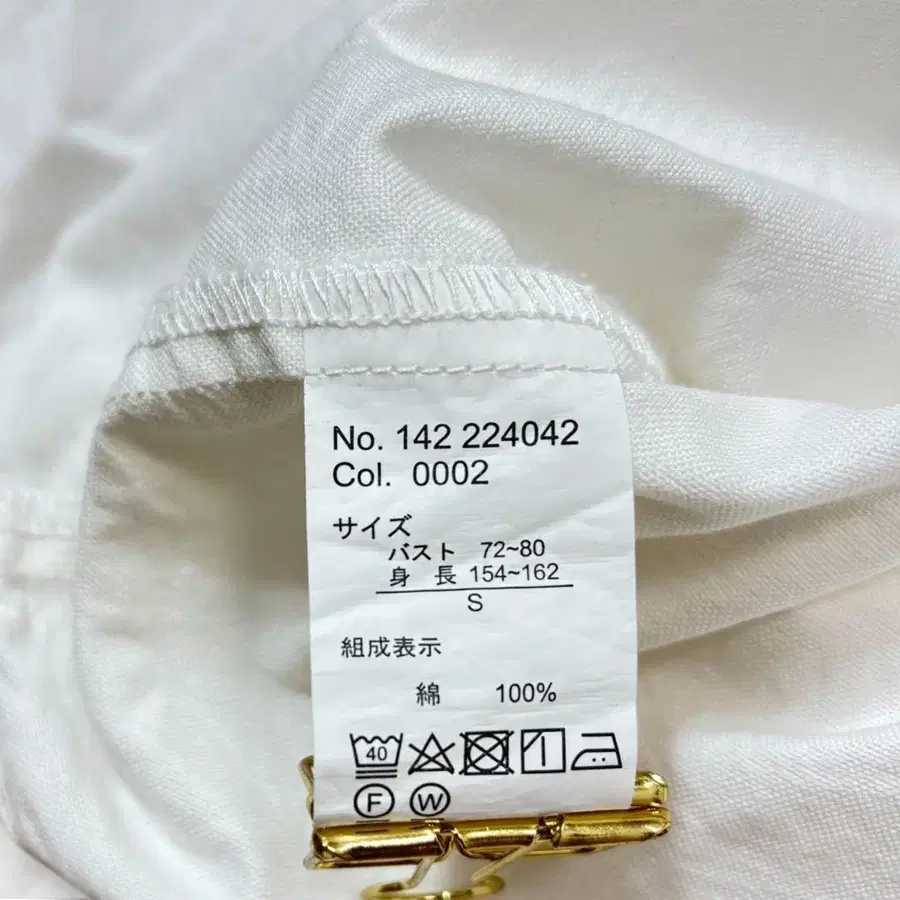 No. 142 224042
Col. 0002
サイズ
バスト 72~80
身 長 154~162
S
組成表示
綿 100%
40
F W